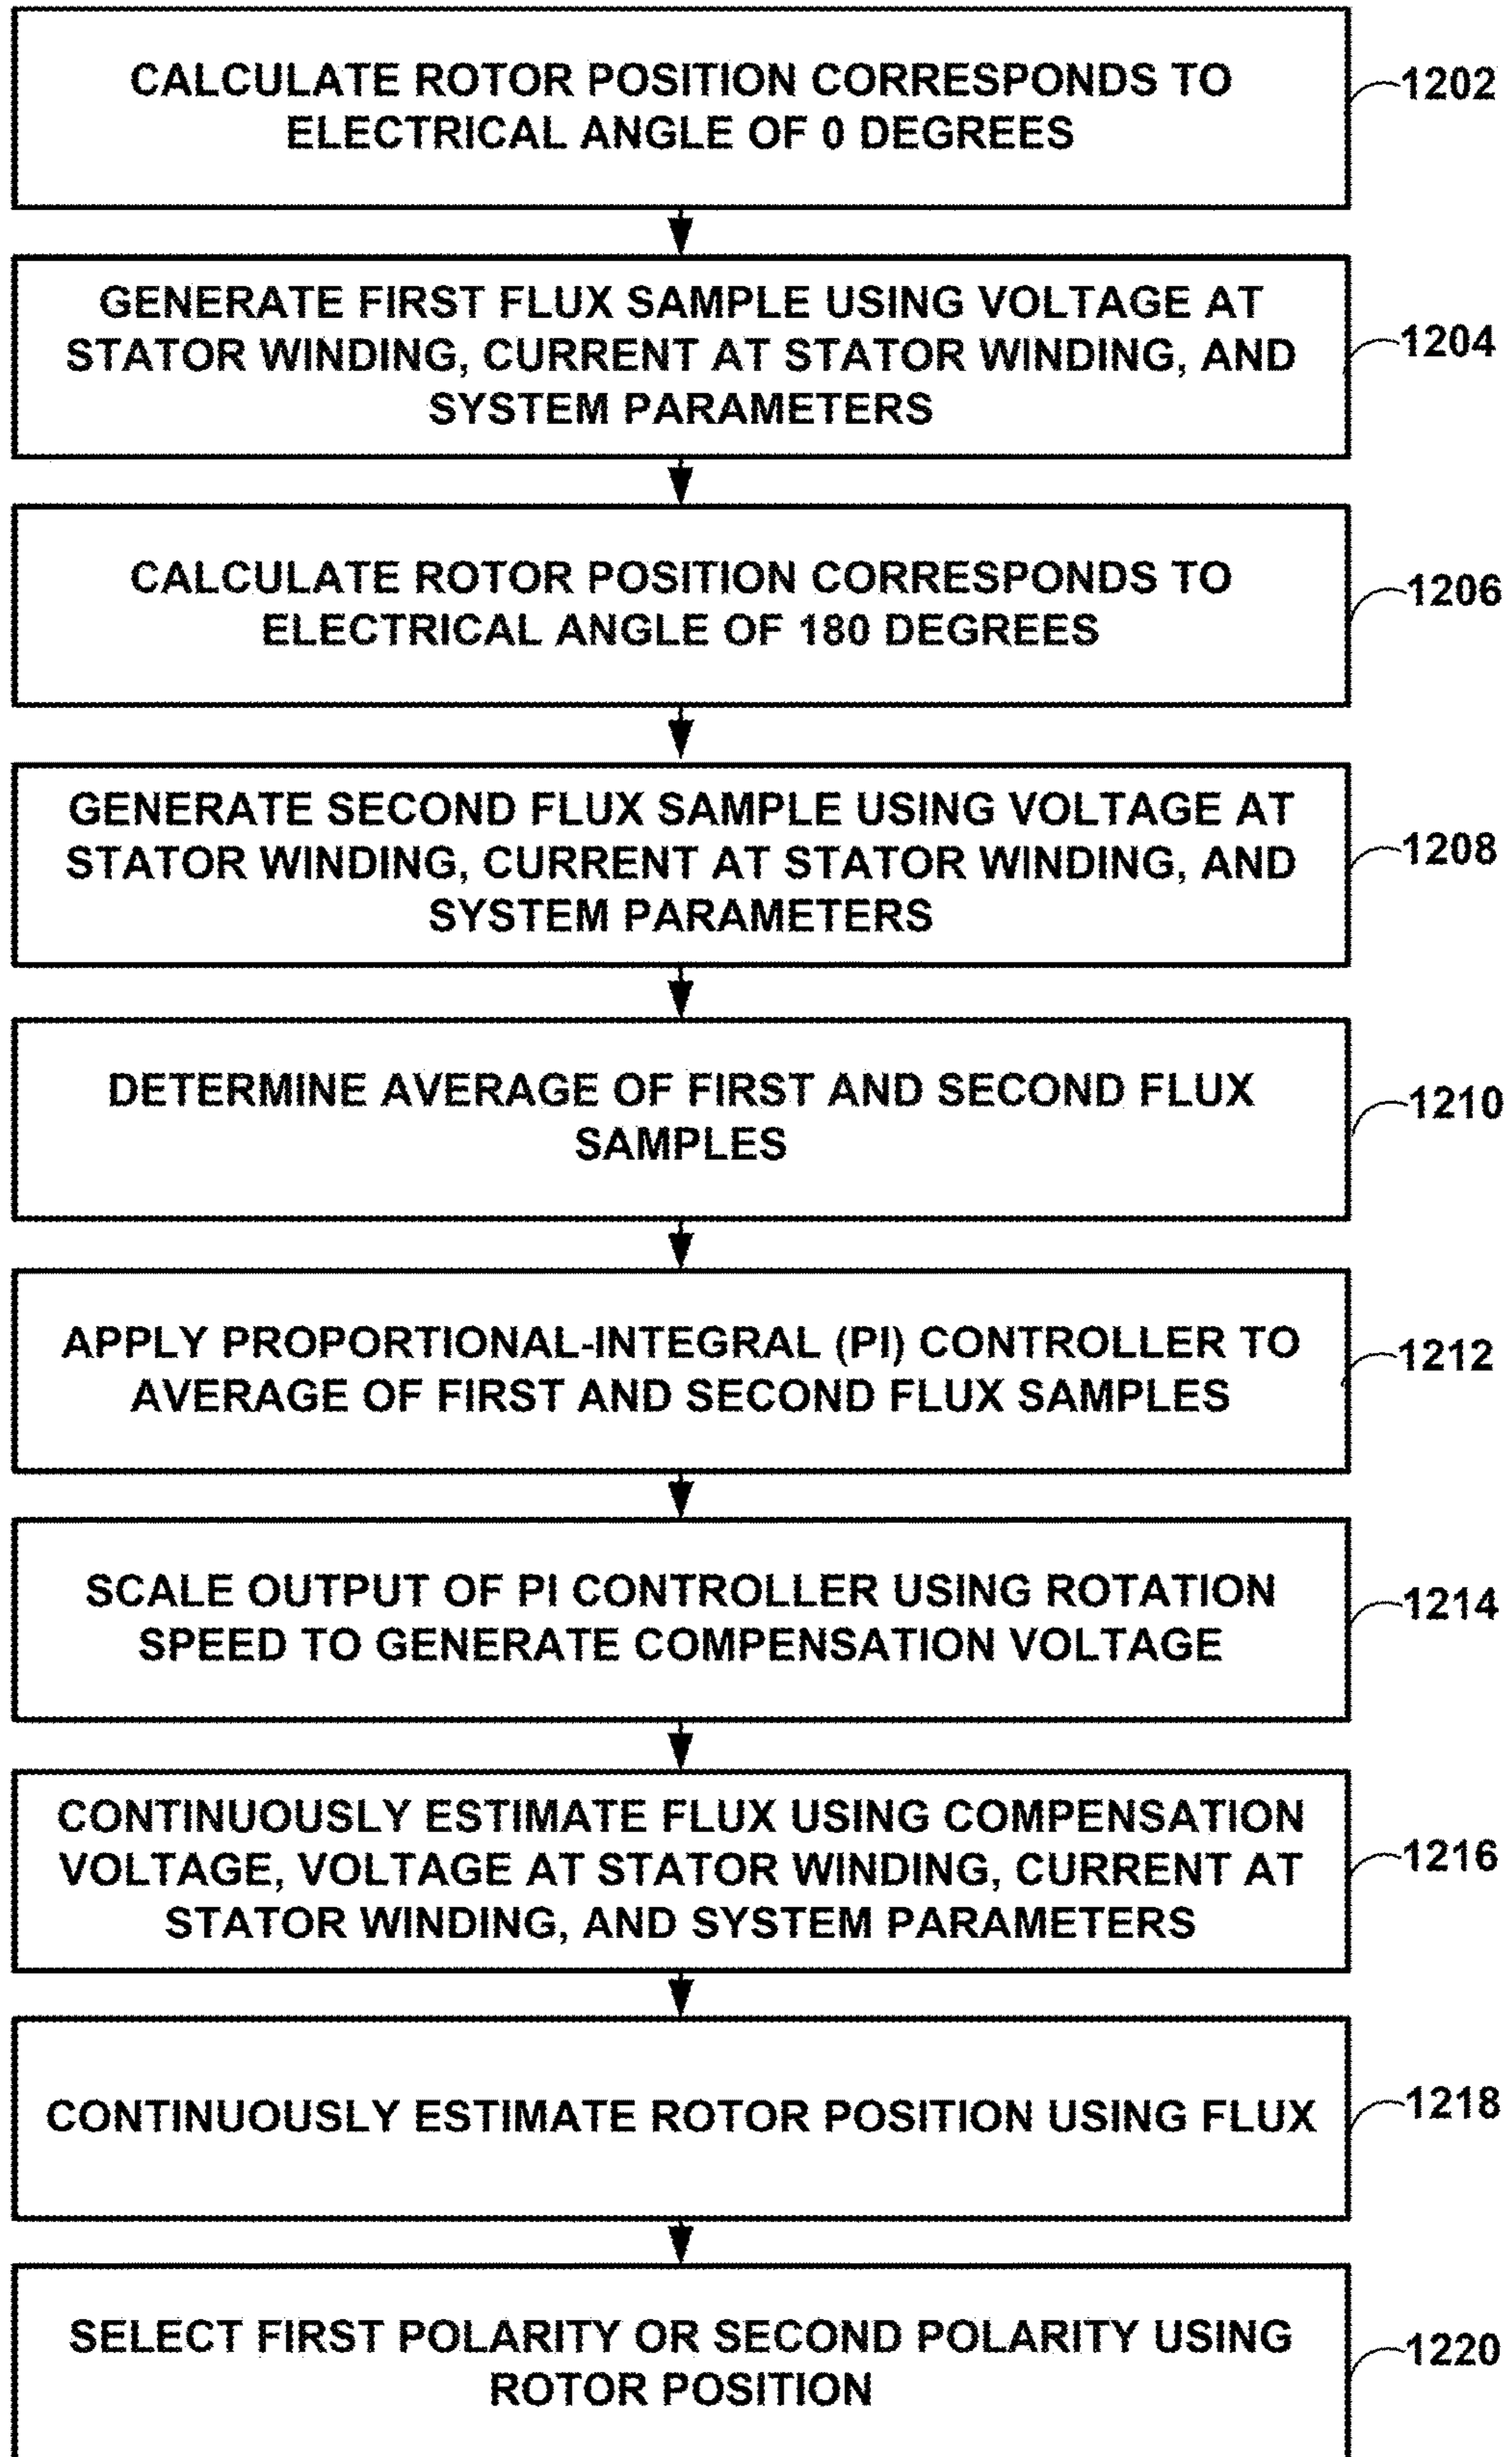 CALCULATE ROTOR POSITION CORRESPONDS TO
ELECTRICAL ANGLE OF 0 DEGREES
1202
GENERATE FIRST FLUX SAMPLE USING VOLTAGE AT
STATOR WINDING, CURRENT AT STATOR WINDING, AND
SYSTEM PARAMETERS
1204
CALCULATE ROTOR POSITION CORRESPONDS TO
ELECTRICAL ANGLE OF 180 DEGREES
1206
GENERATE SECOND FLUX SAMPLE USING VOLTAGE AT
STATOR WINDING, CURRENT AT STATOR WINDING, AND
SYSTEM PARAMETERS
1208
DETERMINE AVERAGE OF FIRST AND SECOND FLUX
SAMPLES
1210
APPLY PROPORTIONAL-INTEGRAL (PI) CONTROLLER TO
AVERAGE OF FIRST AND SECOND FLUX SAMPLES
1212
SCALE OUTPUT OF PI CONTROLLER USING ROTATION
SPEED TO GENERATE COMPENSATION VOLTAGE
1214
CONTINUOUSLY ESTIMATE FLUX USING COMPENSATION
VOLTAGE, VOLTAGE AT STATOR WINDING, CURRENT AT
STATOR WINDING, AND SYSTEM PARAMETERS
1216
CONTINUOUSLY ESTIMATE ROTOR POSITION USING FLUX
1218
SELECT FIRST POLARITY OR SECOND POLARITY USING
ROTOR POSITION
1220